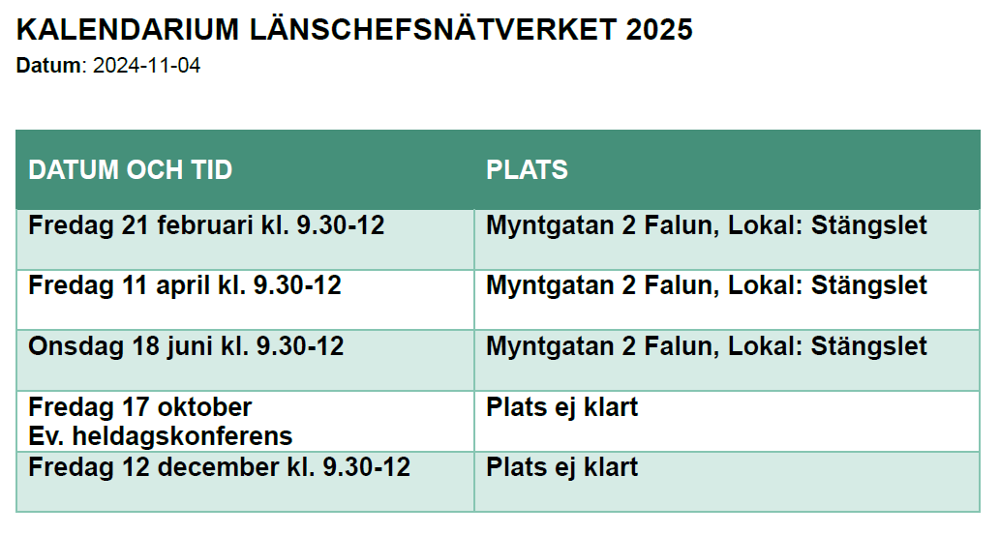 KALENDARIUM LÄNSCHEFSNÄTVERKET 2025
Datum: 2024-11-04
DATUM OCH TID PLATS
Fredag 21 februari kl. 9.30-12 Myntgatan 2 Falun, Lokal: Stängslet
Fredag 11 april kl. 9.30-12 Myntgatan 2 Falun, Lokal: Stängslet
Onsdag 18 juni kl. 9.30-12 Myntgatan 2 Falun, Lokal: Stängslet
Fredag 17 oktober Plats ej klart
Ev. heldagskonferens
Fredag 12 december kl. 9.30-12 Plats ej klart